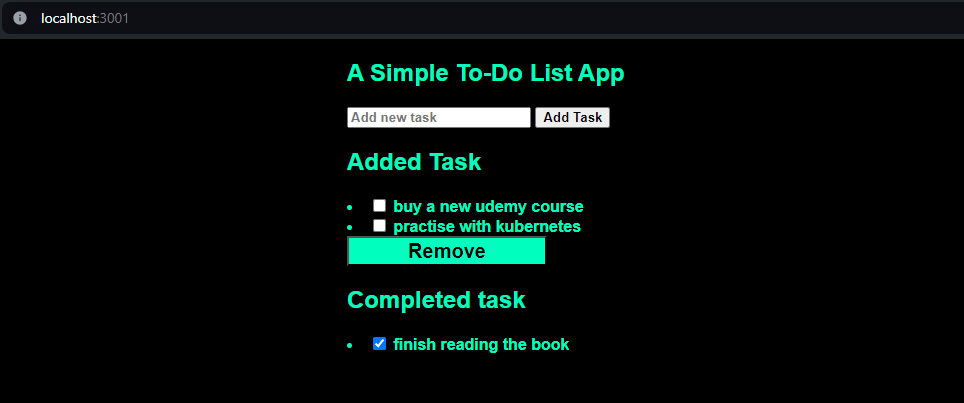 localhost:3001
A Simple To-Do List App
Add new task Add Task
Added Task
buy a new udemy course
practise with kubernetes
Remove
Completed task
finish reading the book